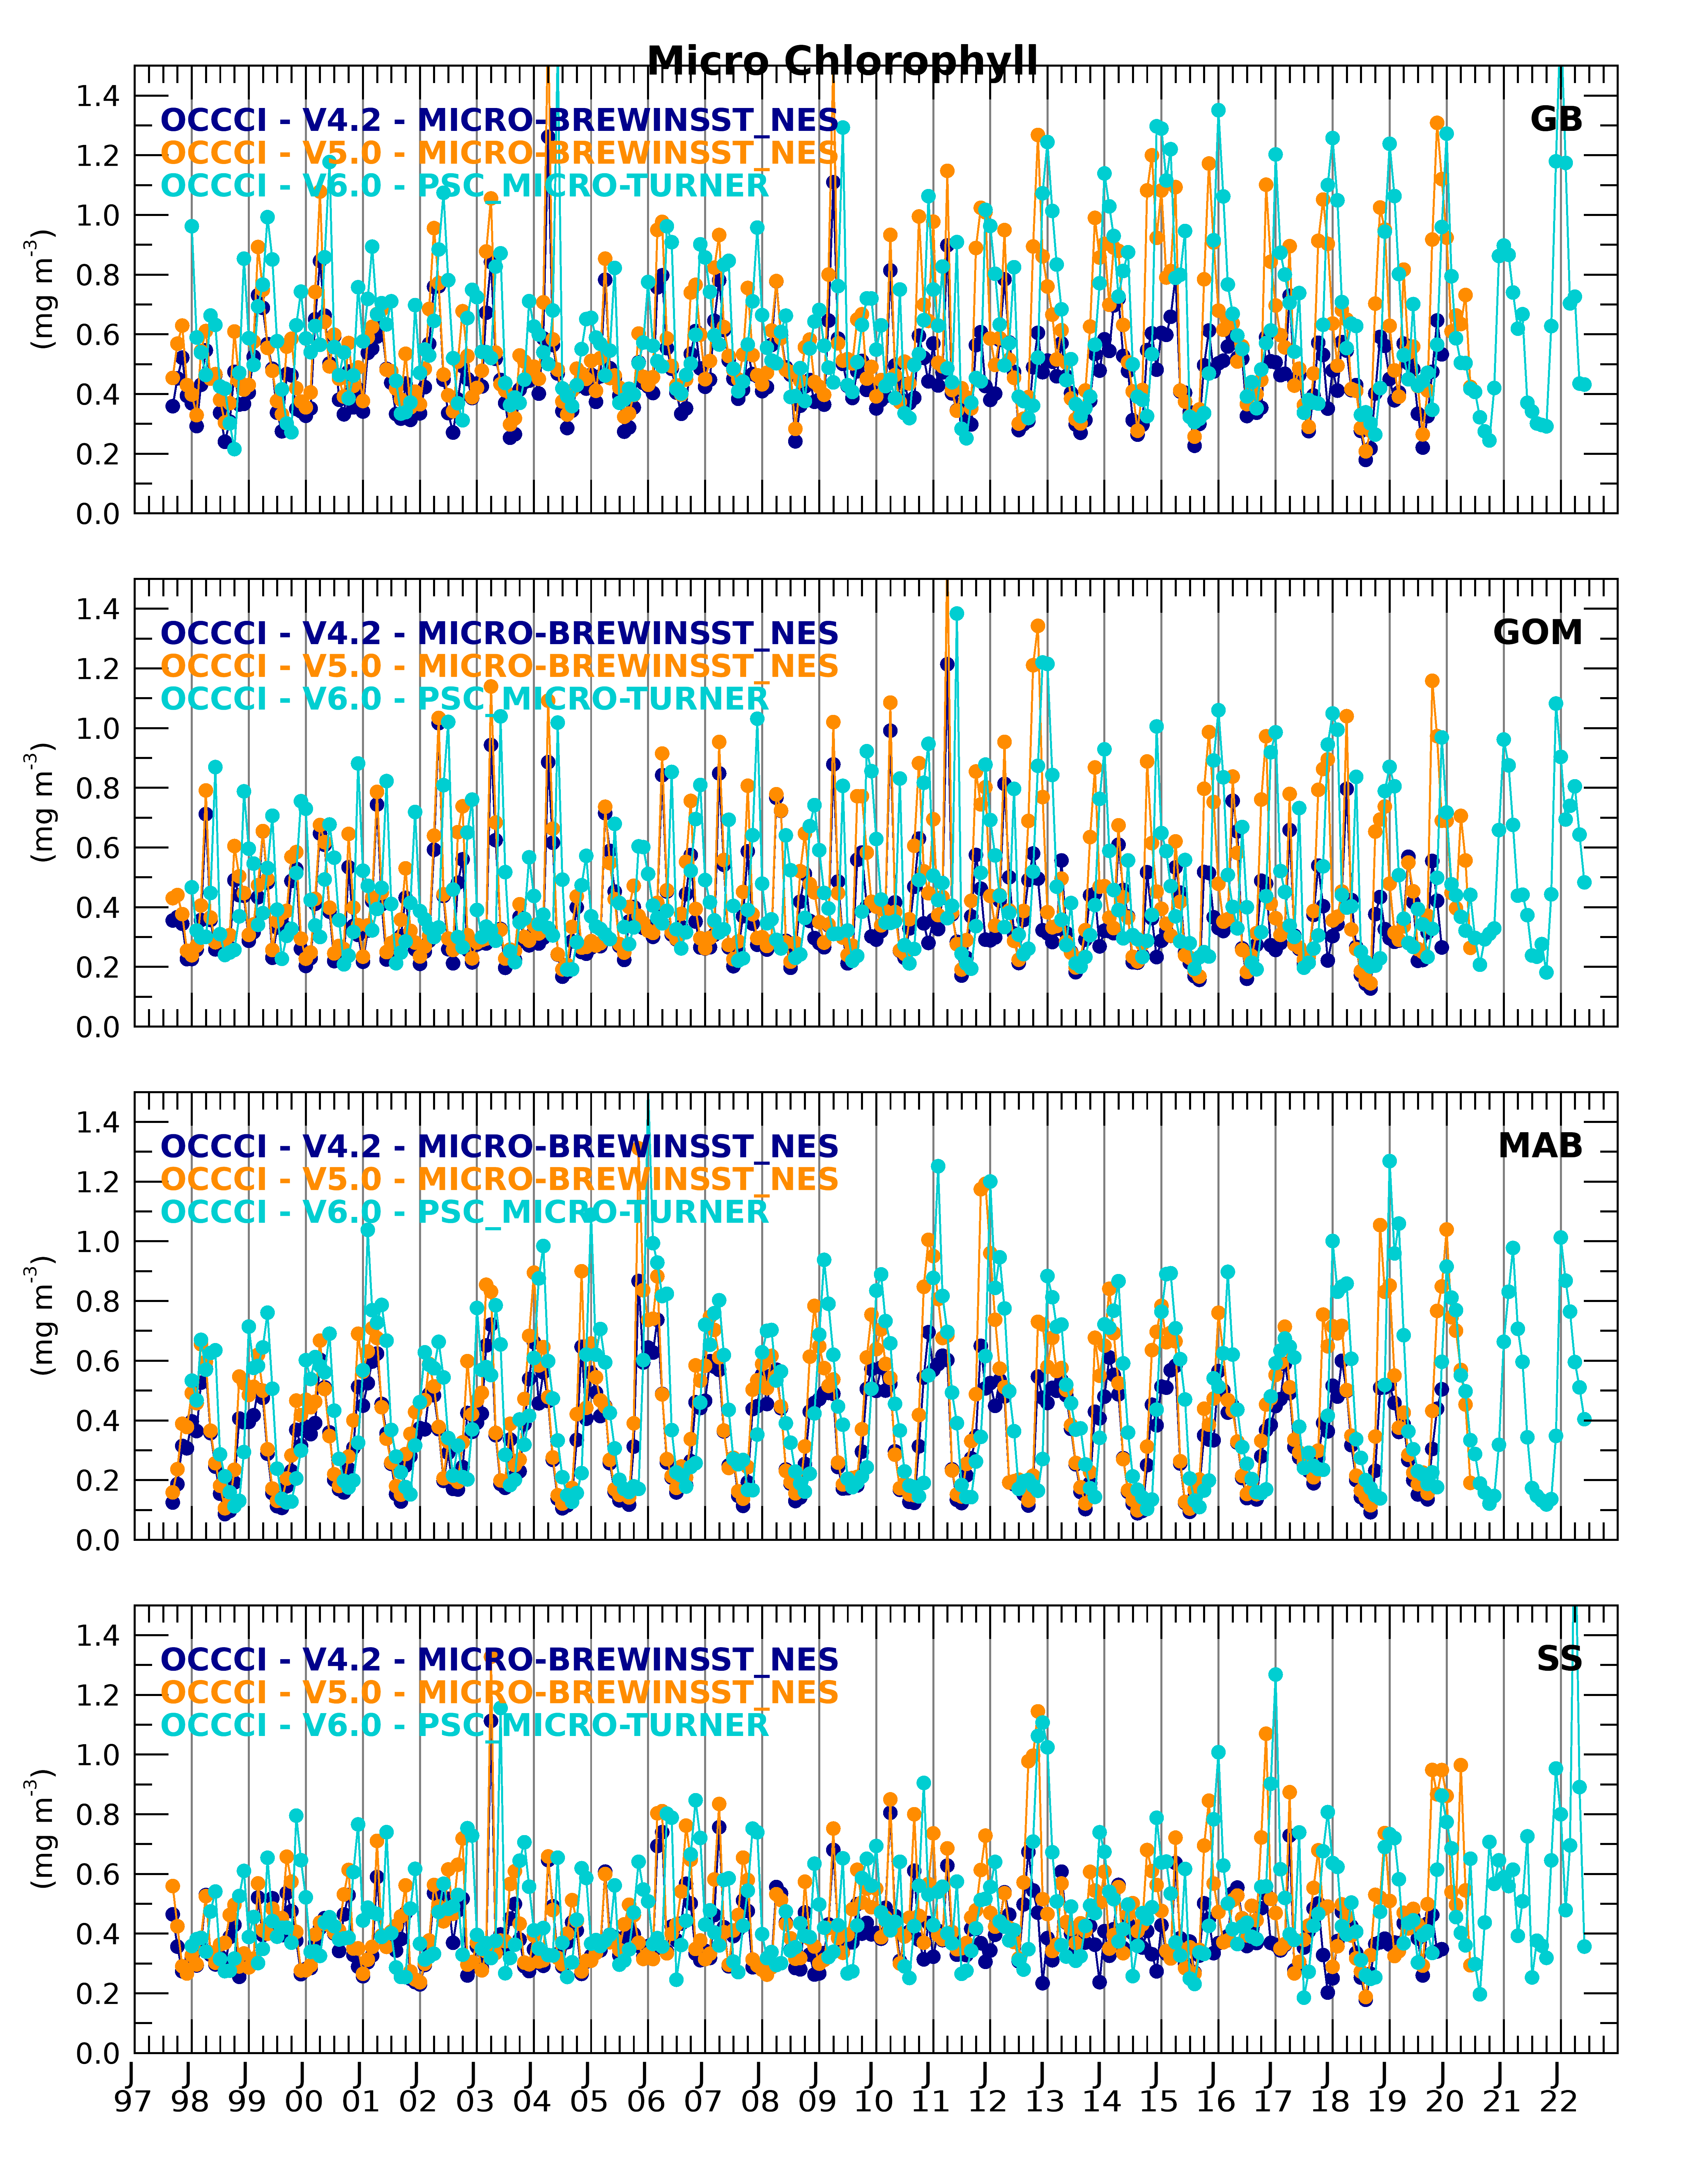 Micro Chlorophyll
1.4
1.2
1.0
0.8
0.6
0.4
0.2
0.0
(mg m-3)
OCCCI - V4.2 - MICRO-BREWINSST_NES
OCCCI - V5.0 - MICRO-BREWINSST_NES
OCCCI - V6.0 - PSC_MICRO-TURNER
GB
1.4
1.2
1.0
0.8
0.6
0.4
0.2
0.0
(mg m-3)
OCCCI - V4.2 - MICRO-BREWINSST_NES
OCCCI - V5.0 - MICRO-BREWINSST_NES
OCCCI - V6.0 - PSC_MICRO-TURNER
GOM
1.4
1.2
1.0
0.8
0.6
0.4
0.2
0.0
(mg m-3)
OCCCI - V4.2 - MICRO-BREWINSST_NES
OCCCI - V5.0 - MICRO-BREWINSST_NES
OCCCI - V6.0 - PSC_MICRO-TURNER
MAB
1.4
1.2
1.0
0.8
0.6
0.4
0.2
0.0
(mg m-3)
OCCCI - V4.2 - MICRO-BREWINSST_NES
OCCCI - V5.0 - MICRO-BREWINSST_NES
OCCCI - V6.0 - PSC_MICRO-TURNER
SS
J J J J J J J J J J J J J J J J J J J J J J J J J J
97 98 99 00 01 02 03 04 05 06 07 08 09 10 11 12 13 14 15 16 17 18 19 20 21 22